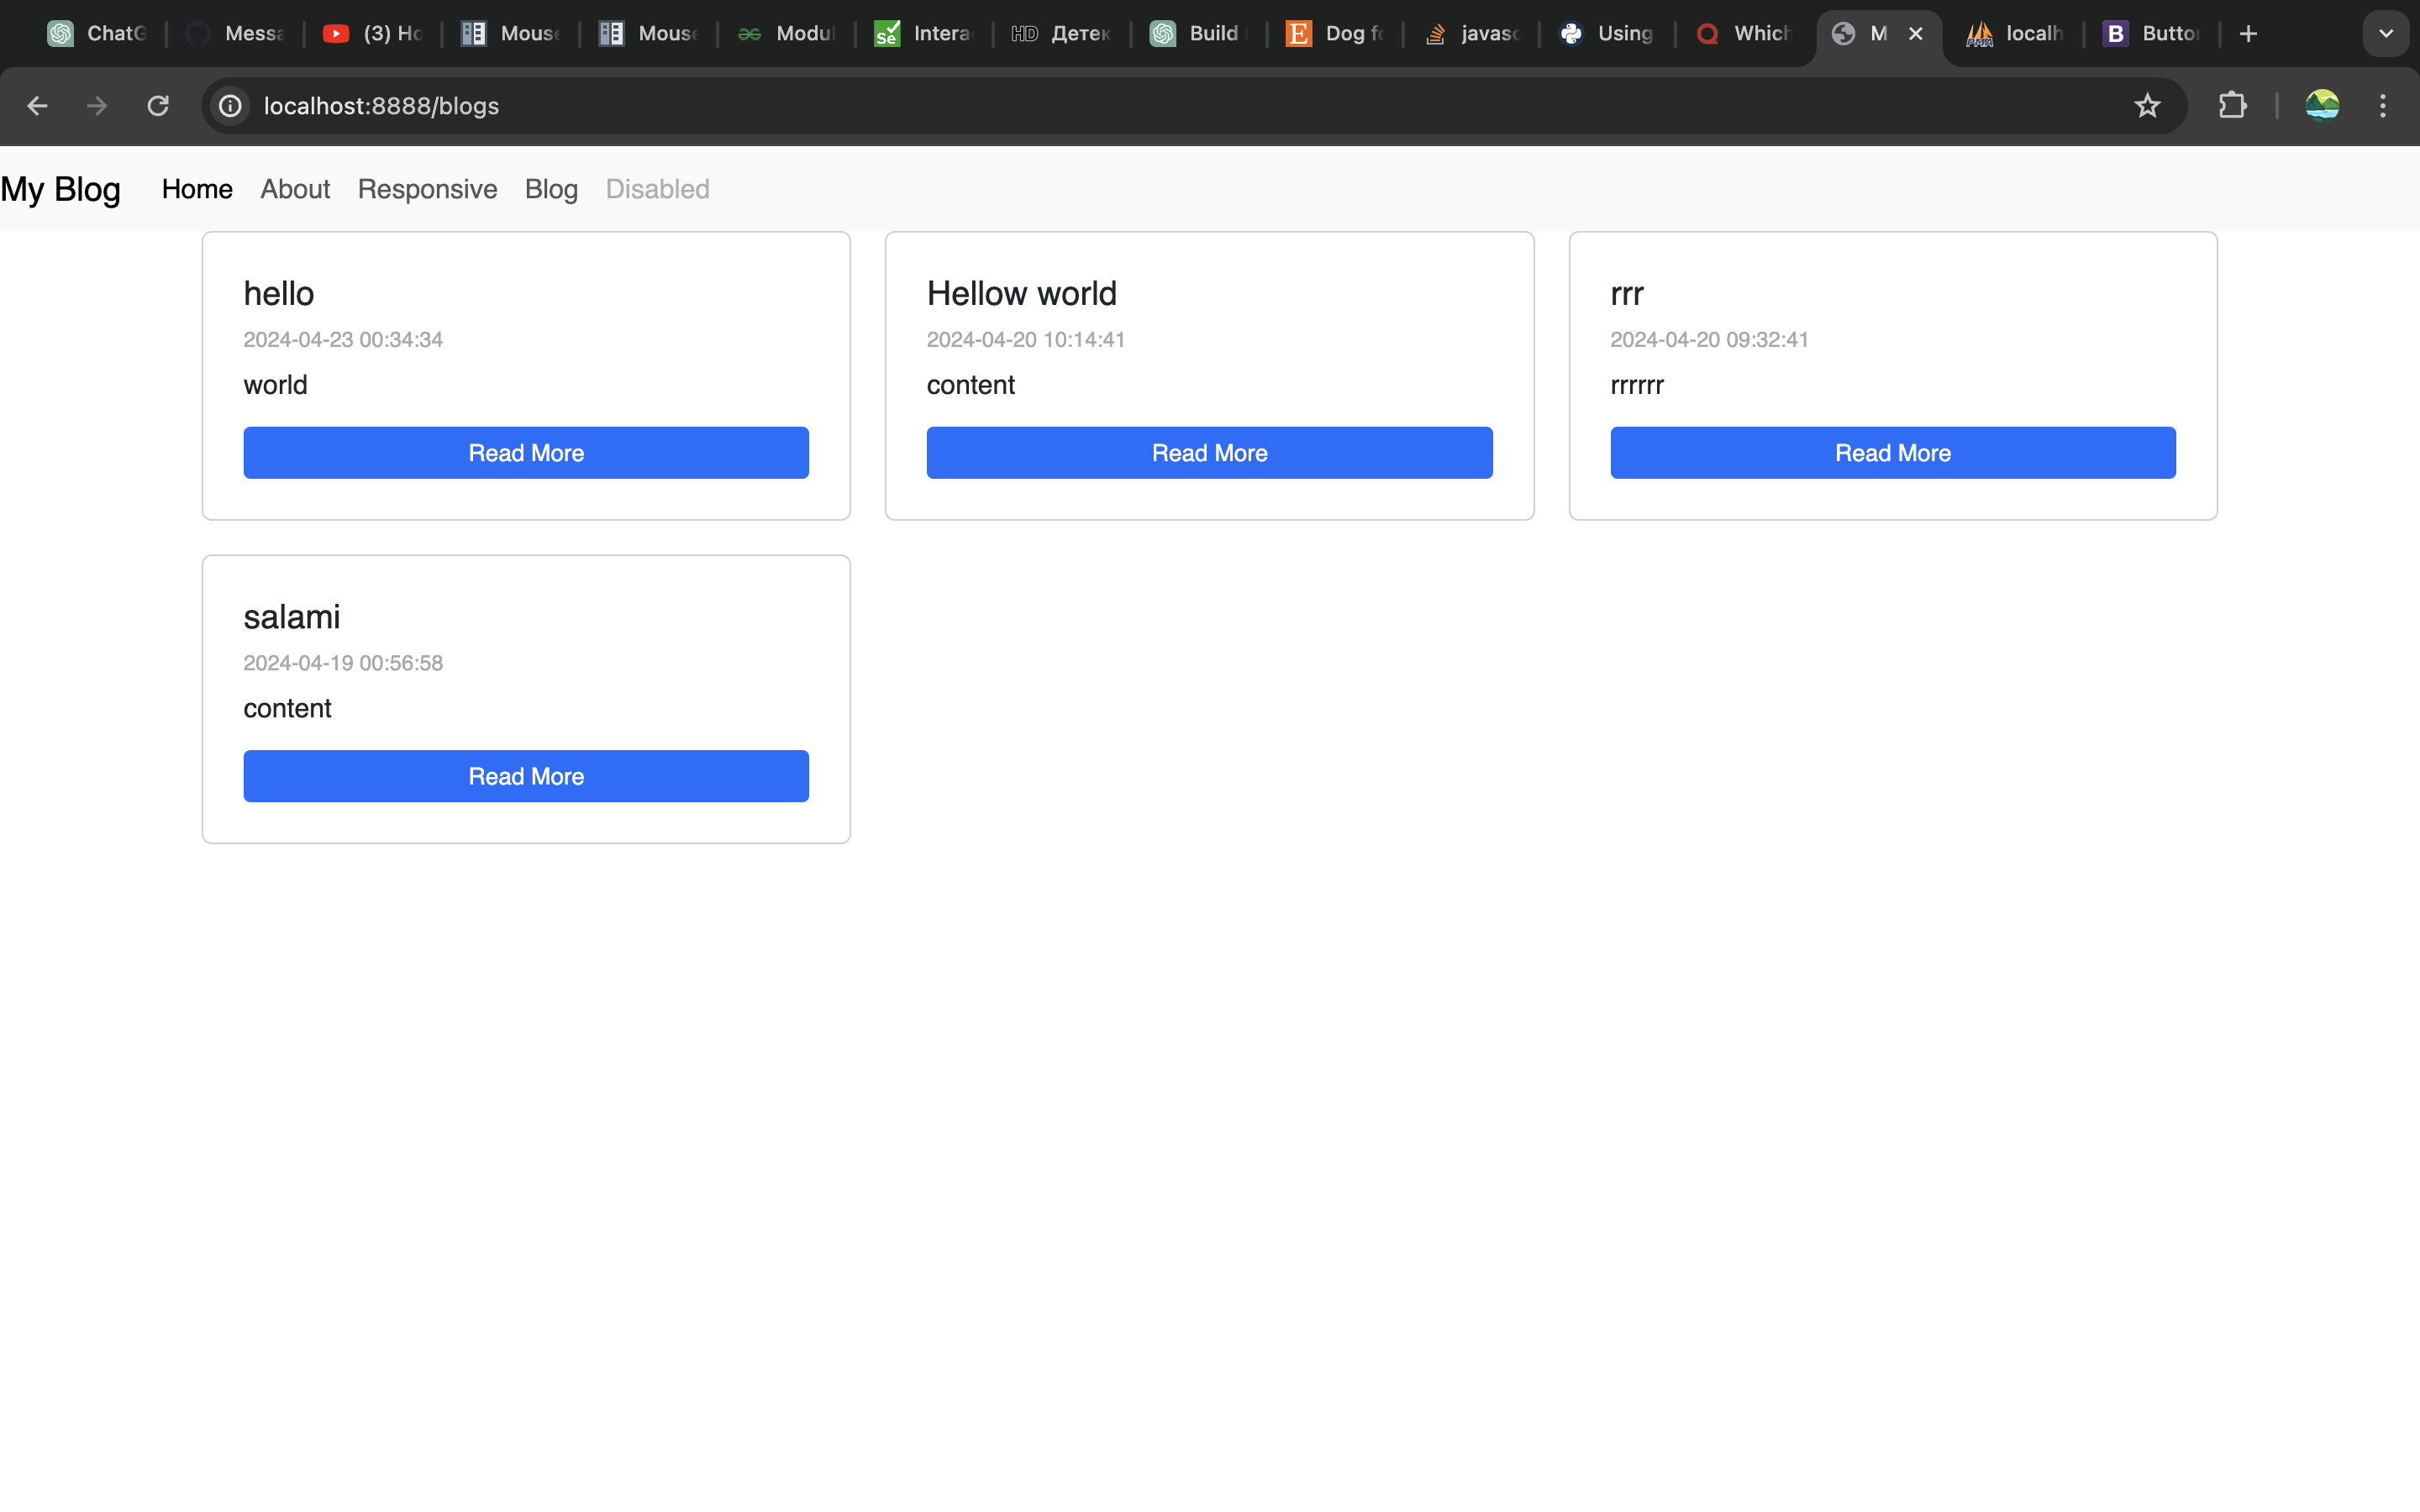 ChatG Messa (3) Ho Mouse Mouse Modul Intera HD Детек Build Dog fo javasc Using Which M localh B Button
localhost:8888/blogs
My Blog Home About Responsive Blog Disabled
hello
2024-04-23 00:34:34
world
Read More
Hellow world
2024-04-20 10:14:41
content
Read More
rrr
2024-04-20 09:32:41
rrrrrr
Read More
salami
2024-04-19 00:56:58
content
Read More